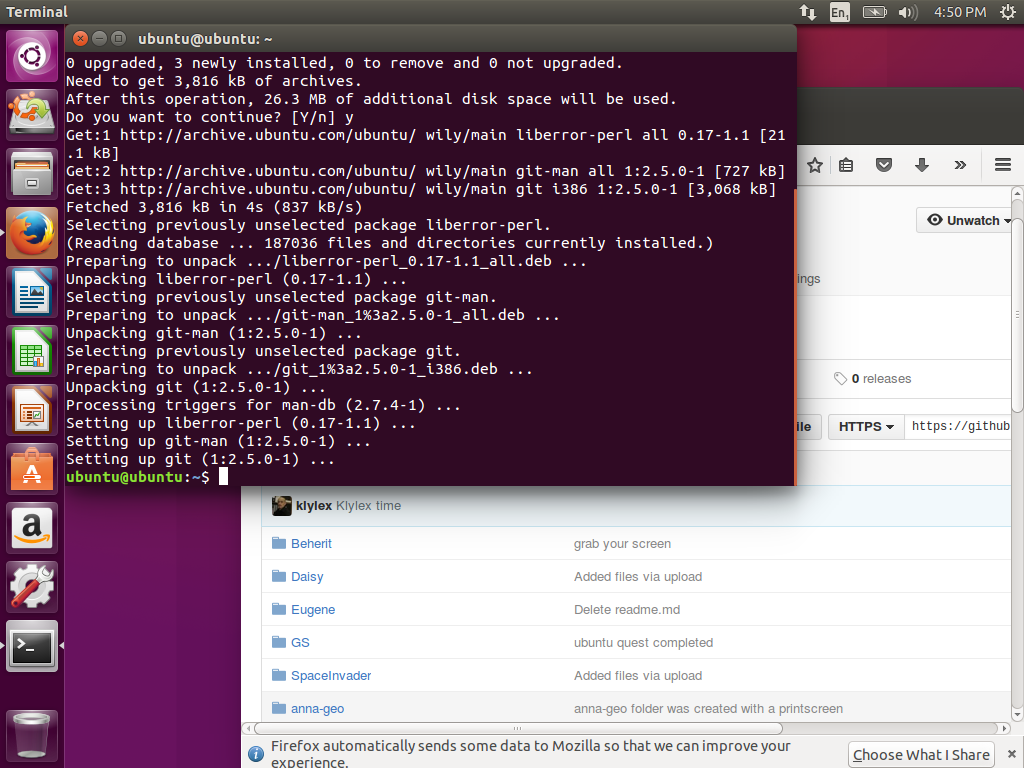 Terminal
En1
4:50 PM
ubuntu@ubuntu: ~
0 upgraded, 3 newly installed, 0 to remove and 0 not upgraded.
Need to get 3,816 kB of archives.
After this operation, 26.3 MB of additional disk space will be used.
Do you want to continue? [Y/n] y
Get:1 http://archive.ubuntu.com/ubuntu/ wily/main liberror-perl all 0.17-1.1 [21
.1 kB]
Get:2 http://archive.ubuntu.com/ubuntu/ wily/main git-man all 1:2.5.0-1 [727 kB]
Get:3 http://archive.ubuntu.com/ubuntu/ wily/main git i386 1:2.5.0-1 [3,068 kB]
Fetched 3,816 kB in 4s (837 kB/s)
Selecting previously unselected package liberror-perl.
(Reading database ... 187036 files and directories currently installed.)
Preparing to unpack .../liberror-perl_0.17-1.1_all.deb ...
Unpacking liberror-perl (0.17-1.1) ...
Selecting previously unselected package git-man.
Preparing to unpack .../git-man_1%3a2.5.0-1_all.deb ...
Unpacking git-man (1:2.5.0-1) ...
Selecting previously unselected package git.
Preparing to unpack .../git_1%3a2.5.0-1_i386.deb ...
Unpacking git (1:2.5.0-1) ...
Processing triggers for man-db (2.7.4-1) ...
Setting up liberror-perl (0.17-1.1) ...
Setting up git-man (1:2.5.0-1) ...
Setting up git (1:2.5.0-1) ...
ubuntu@ubuntu:~$
Unwatch
ings
0 releases
ile
HTTPS
https://github
klylex Klylex time
Beherit grab your screen
Daisy Added files via upload
Eugene Delete readme.md
GS ubuntu quest completed
SpaceInvader Added files via upload
anna-geo anna-geo folder was created with a printscreen
Firefox automatically sends some data to Mozilla so that we can improve your
experience.
Choose What I Share